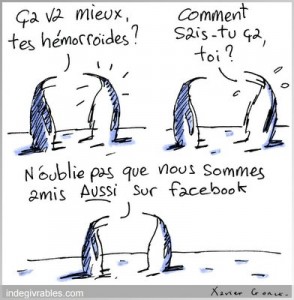 ça va mieux,
tes hémorroïdes?
comment
sais-tu ça,
toi?
N'oublie pas que nous sommes
amis AUSSI sur facebook
indegivrables.com
Xavier Gorce.